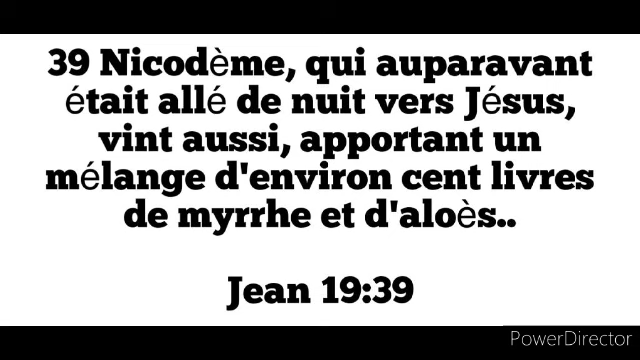 39 Nicodème, qui auparavant
était allé de nuit vers Jésus,
vint aussi, apportant un
mélange d'environ cent livres
de myrrhe et d'aloès..
Jean 19:39
PowerDirector